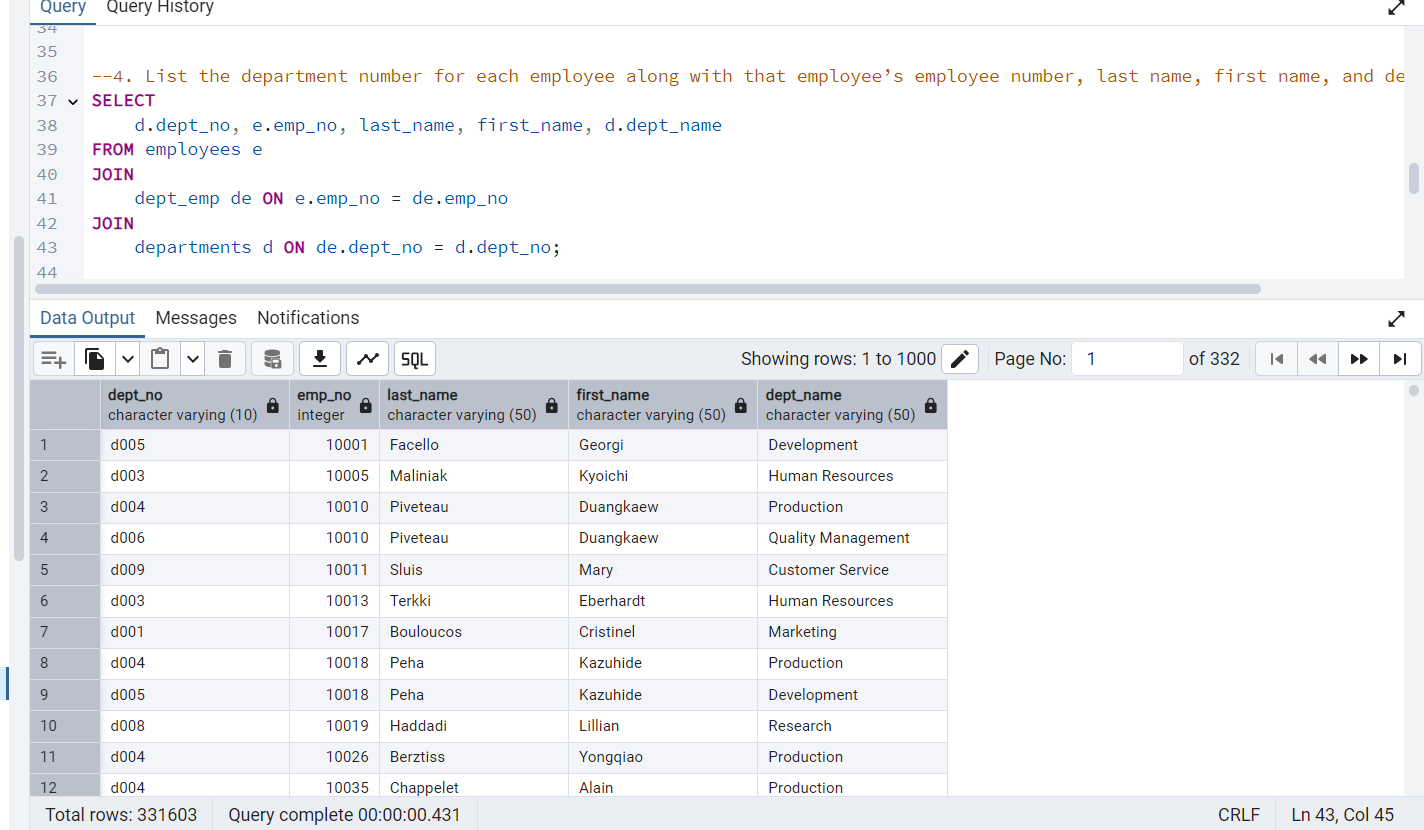 Query Query History
34
35
36 --4. List the department number for each employee along with that employee’s employee number, last name, first name, and de
37 SELECT
38 d.dept_no, e.emp_no, last_name, first_name, d.dept_name
39 FROM employees e
40 JOIN
41 dept_emp de ON e.emp_no = de.emp_no
42 JOIN
43 departments d ON de.dept_no = d.dept_no;
44
Data Output Messages Notifications
SQL Showing rows: 1 to 1000 Page No: 1 of 332
dept_no emp_no last_name first_name dept_name
character varying (10) integer character varying (50) character varying (50) character varying (50)
1 d005 10001 Facello Georgi Development
2 d003 10005 Maliniak Kyoichi Human Resources
3 d004 10010 Piveteau Duangkaew Production
4 d006 10010 Piveteau Duangkaew Quality Management
5 d009 10011 Sluis Mary Customer Service
6 d003 10013 Terkki Eberhardt Human Resources
7 d001 10017 Bouloucos Cristinel Marketing
8 d004 10018 Peha Kazuhide Production
9 d005 10018 Peha Kazuhide Development
10 d008 10019 Haddadi Lillian Research
11 d004 10026 Berztiss Yongqiao Production
12 d004 10035 Chappelet Alain Production
Total rows: 331603 Query complete 00:00:00.431 CRLF Ln 43, Col 45